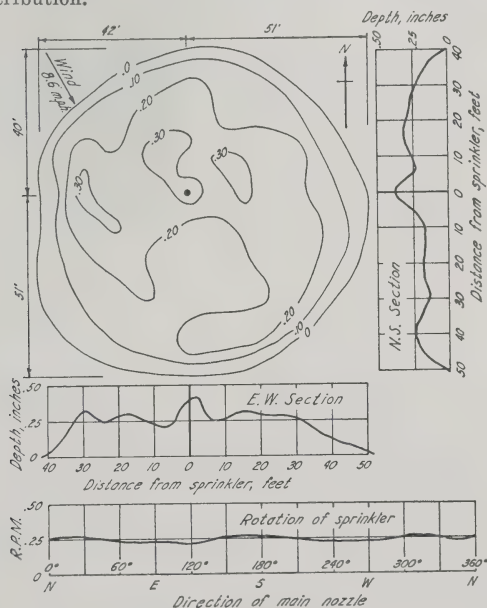 tribution.
42' 51'
Depth, inches
.50 .25 0
Wind
8.6 mph
N
.0
.10
.20
.30
.30
.30
.20
.20
.10
0
40'
51'
40 30 20 10 0 10 20 30 40 50
Distance from sprinkler, feet
N.S. Section
Depth, inches
.50
.25
0
E.W. Section
40 30 20 10 0 10 20 30 40 50
Distance from sprinkler, feet
R.P.M.
.50
.25
0
Rotation of sprinkler
0° 60° 120° 180° 240° 300° 360°
N E S W N
Direction of main nozzle